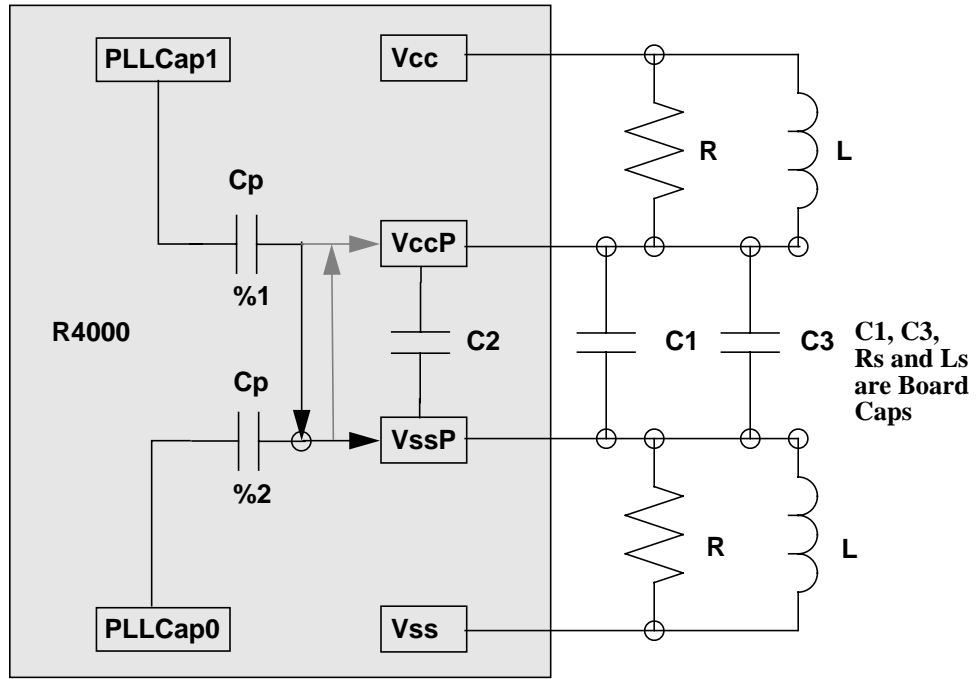 PLLCap1
Vcc
R
L
Cp
VccP
%1
R4000
C2
C1
C3
C1, C3,
Rs and Ls
are Board
Caps
Cp
VssP
%2
R
L
PLLCap0
Vss